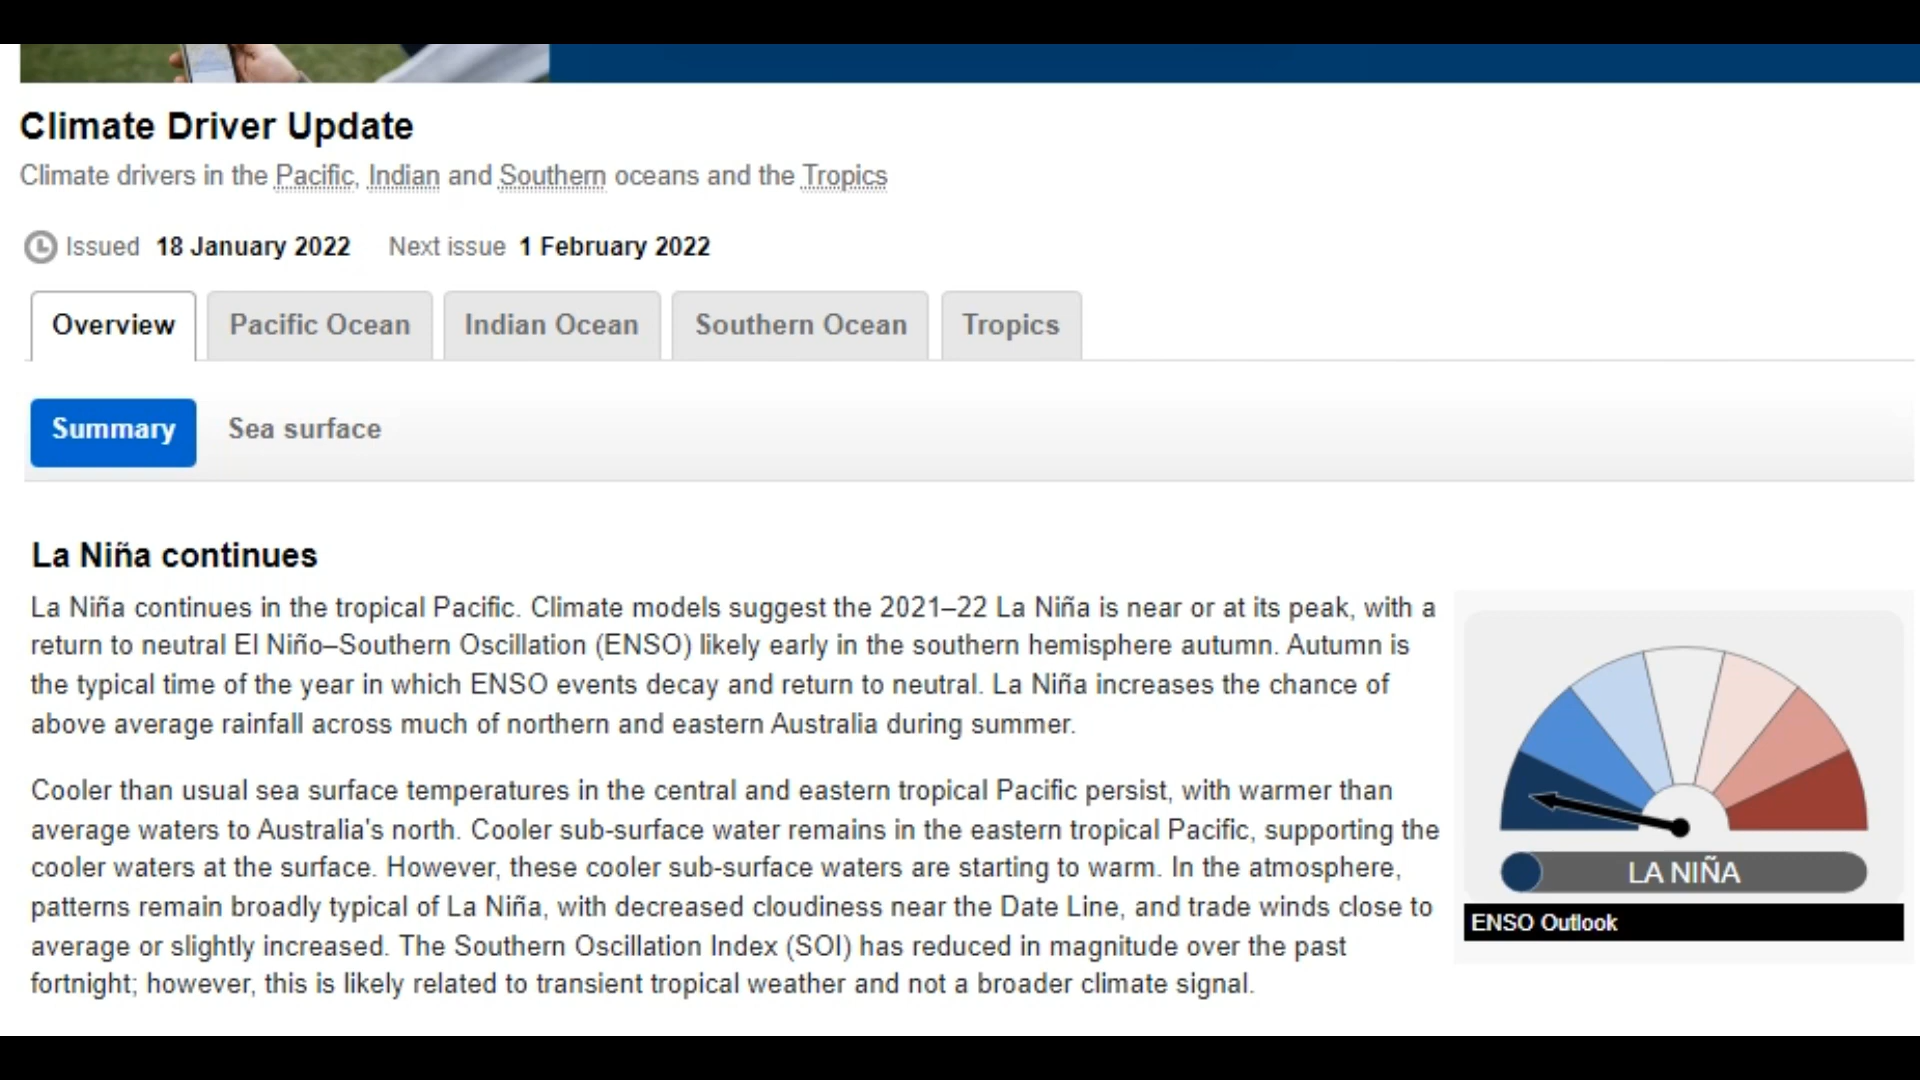 Climate Driver Update
Climate drivers in the Pacific, Indian and Southern oceans and the Tropics
Issued 18 January 2022 Next issue 1 February 2022
Overview Pacific Ocean Indian Ocean Southern Ocean Tropics
Summary Sea surface
La Niña continues
La Niña continues in the tropical Pacific. Climate models suggest the 2021–22 La Niña is near or at its peak, with a
return to neutral El Niño–Southern Oscillation (ENSO) likely early in the southern hemisphere autumn. Autumn is
the typical time of the year in which ENSO events decay and return to neutral. La Niña increases the chance of
above average rainfall across much of northern and eastern Australia during summer.
Cooler than usual sea surface temperatures in the central and eastern tropical Pacific persist, with warmer than
average waters to Australia's north. Cooler sub-surface water remains in the eastern tropical Pacific, supporting the
cooler waters at the surface. However, these cooler sub-surface waters are starting to warm. In the atmosphere,
patterns remain broadly typical of La Niña, with decreased cloudiness near the Date Line, and trade winds close to
average or slightly increased. The Southern Oscillation Index (SOI) has reduced in magnitude over the past
fortnight; however, this is likely related to transient tropical weather and not a broader climate signal.
LA NIÑA
ENSO Outlook